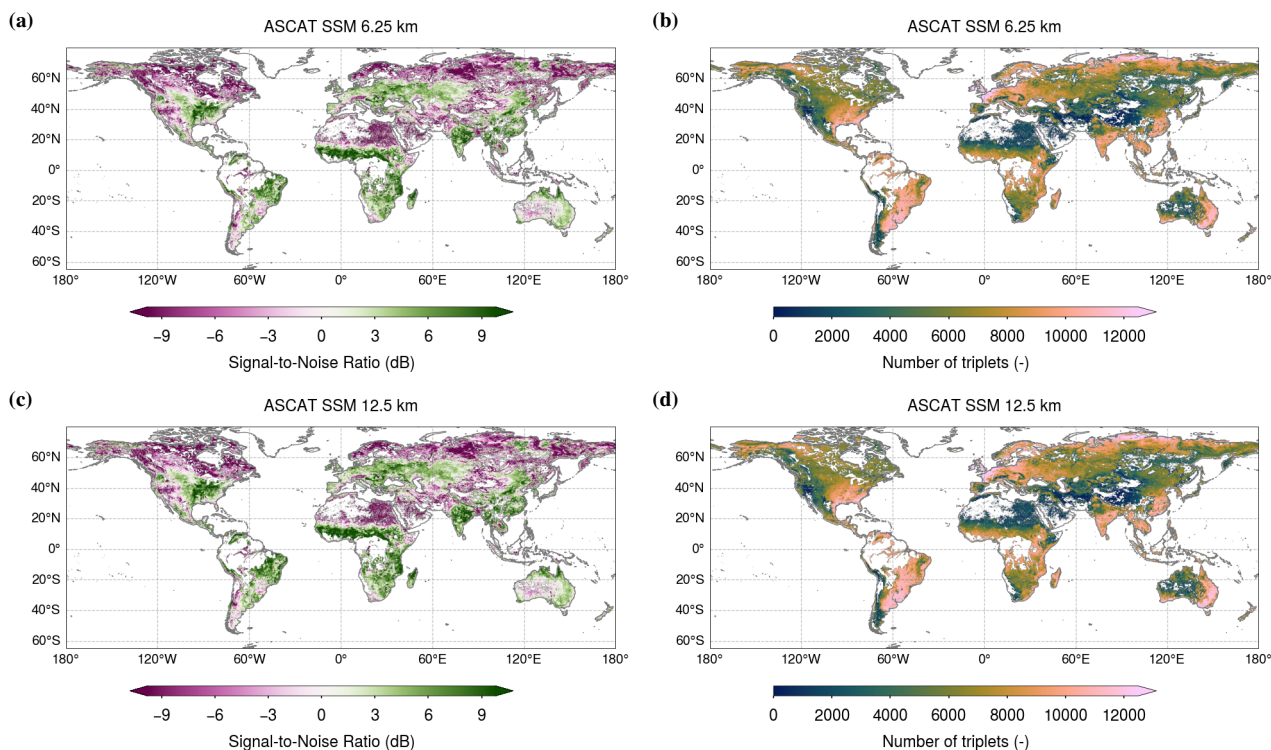 (a)
ASCAT SSM 6.25 km
60°N
40°N
20°N
0°
20°S
40°S
60°S
180° 120°W 60°W 0° 60°E 120°E 180°
−9 −6 −3 0 3 6 9
Signal-to-Noise Ratio (dB)
(b)
ASCAT SSM 6.25 km
60°N
40°N
20°N
0°
20°S
40°S
60°S
180° 120°W 60°W 0° 60°E 120°E 180°
0 2000 4000 6000 8000 10000 12000
Number of triplets (-)
(c)
ASCAT SSM 12.5 km
60°N
40°N
20°N
0°
20°S
40°S
60°S
180° 120°W 60°W 0° 60°E 120°E 180°
−9 −6 −3 0 3 6 9
Signal-to-Noise Ratio (dB)
(d)
ASCAT SSM 12.5 km
60°N
40°N
20°N
0°
20°S
40°S
60°S
180° 120°W 60°W 0° 60°E 120°E 180°
0 2000 4000 6000 8000 10000 12000
Number of triplets (-)